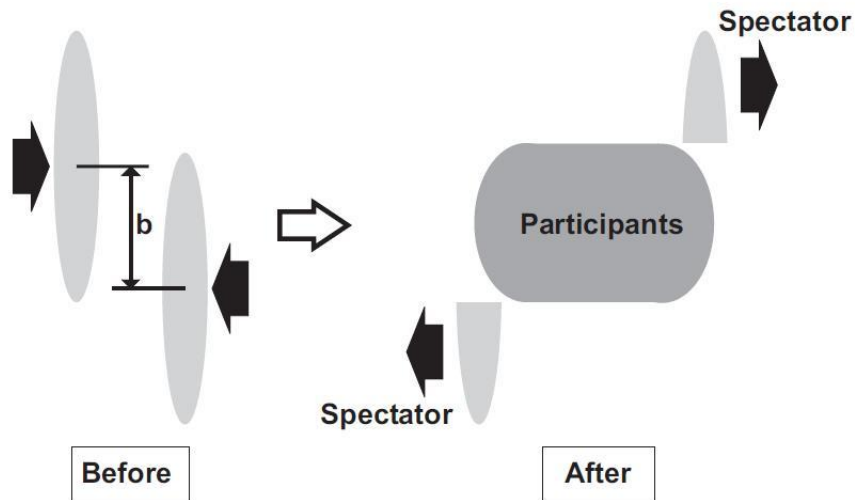 Spectator
b
Participants
Spectator
Before
After